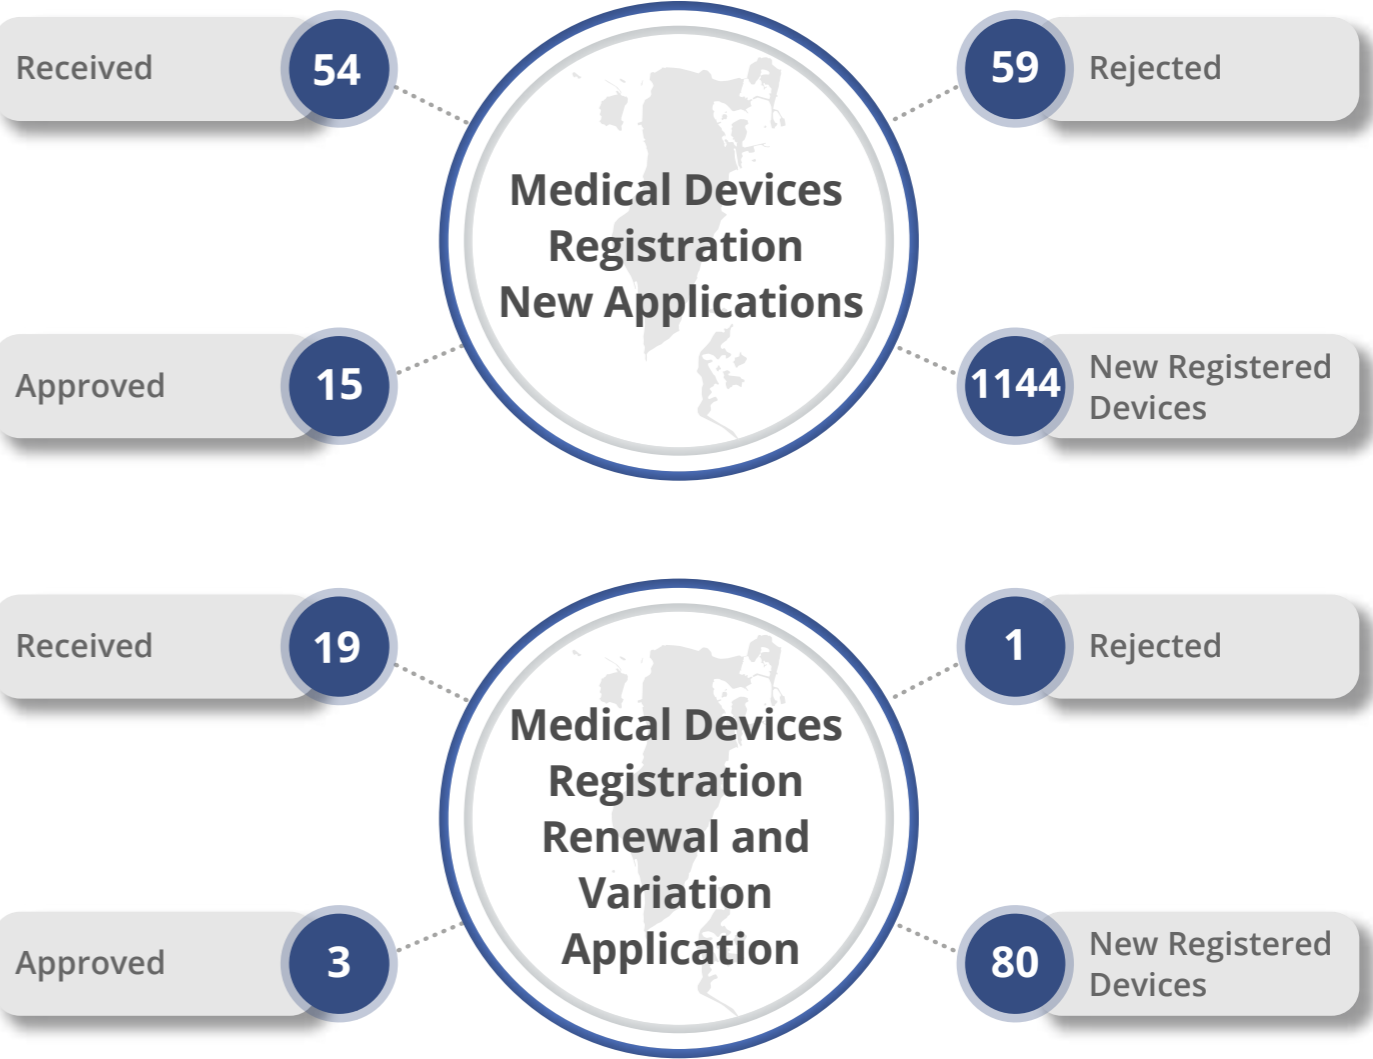 Received
54
59
Rejected
Medical Devices
Registration
New Applications
Approved
15
1144
New Registered
Devices
Received
19
1
Rejected
Medical Devices
Registration
Renewal and
Variation
Application
Approved
3
80
New Registered
Devices